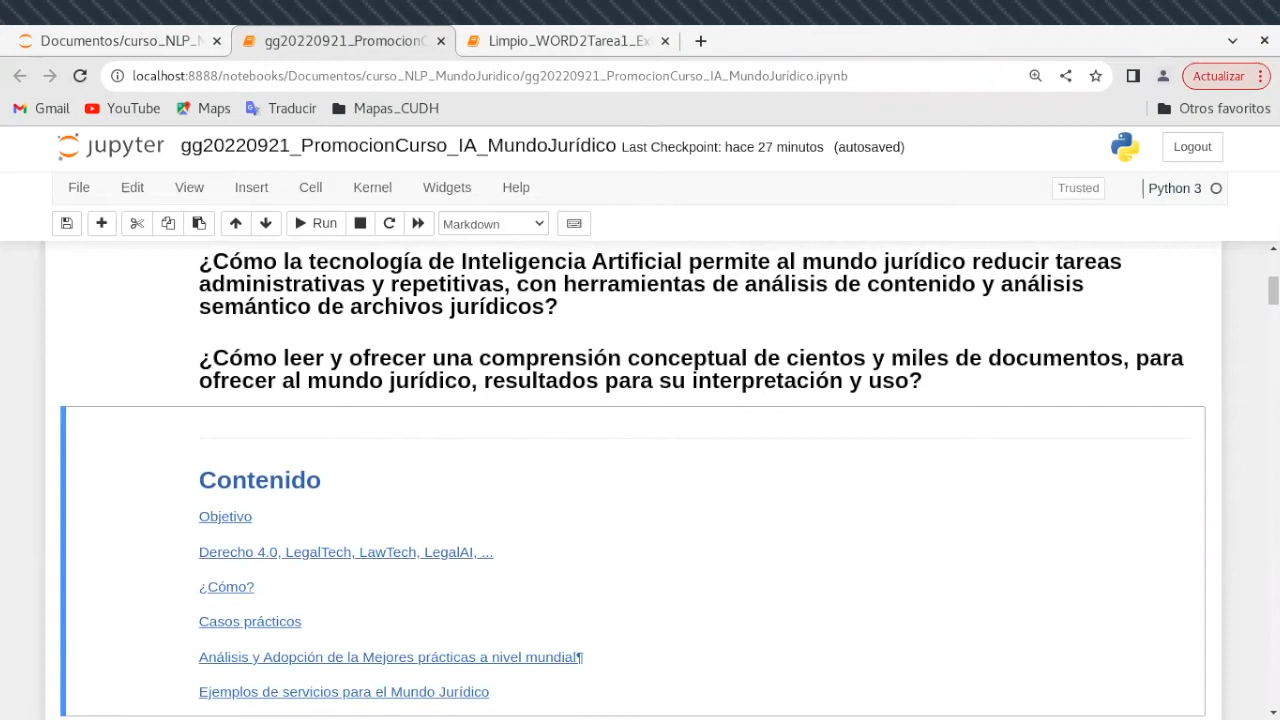 Documentos/curso_NLP_
gg20220921_PromocionC
Limpio_WORD2Tarea1_Ex
localhost:8888/notebooks/Documentos/curso_NLP_MundoJuridico/gg20220921_PromocionCurso_IA_MundoJurídico.ipynb
Actualizar
Gmail YouTube Maps Traducir Mapas_CUDH Otros favoritos
jupyter gg20220921_PromocionCurso_IA_MundoJurídico Last Checkpoint: hace 27 minutos (autosaved)
Logout
File Edit View Insert Cell Kernel Widgets Help Trusted Python 3
Run Markdown
¿Cómo la tecnología de Inteligencia Artificial permite al mundo jurídico reducir tareas
administrativas y repetitivas, con herramientas de análisis de contenido y análisis
semántico de archivos jurídicos?
¿Cómo leer y ofrecer una comprensión conceptual de cientos y miles de documentos, para
ofrecer al mundo jurídico, resultados para su interpretación y uso?
Contenido
Objetivo
Derecho 4.0, LegalTech, LawTech, LegalAI, ...
¿Cómo?
Casos prácticos
Análisis y Adopción de la Mejores prácticas a nivel mundial¶
Ejemplos de servicios para el Mundo Jurídico